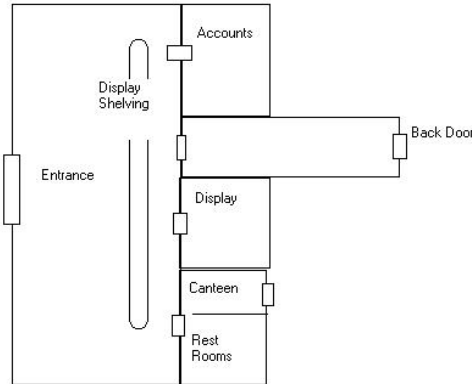 Accounts
Display
Shelving
Back Door
Entrance
Display
Canteen
Rest
Rooms